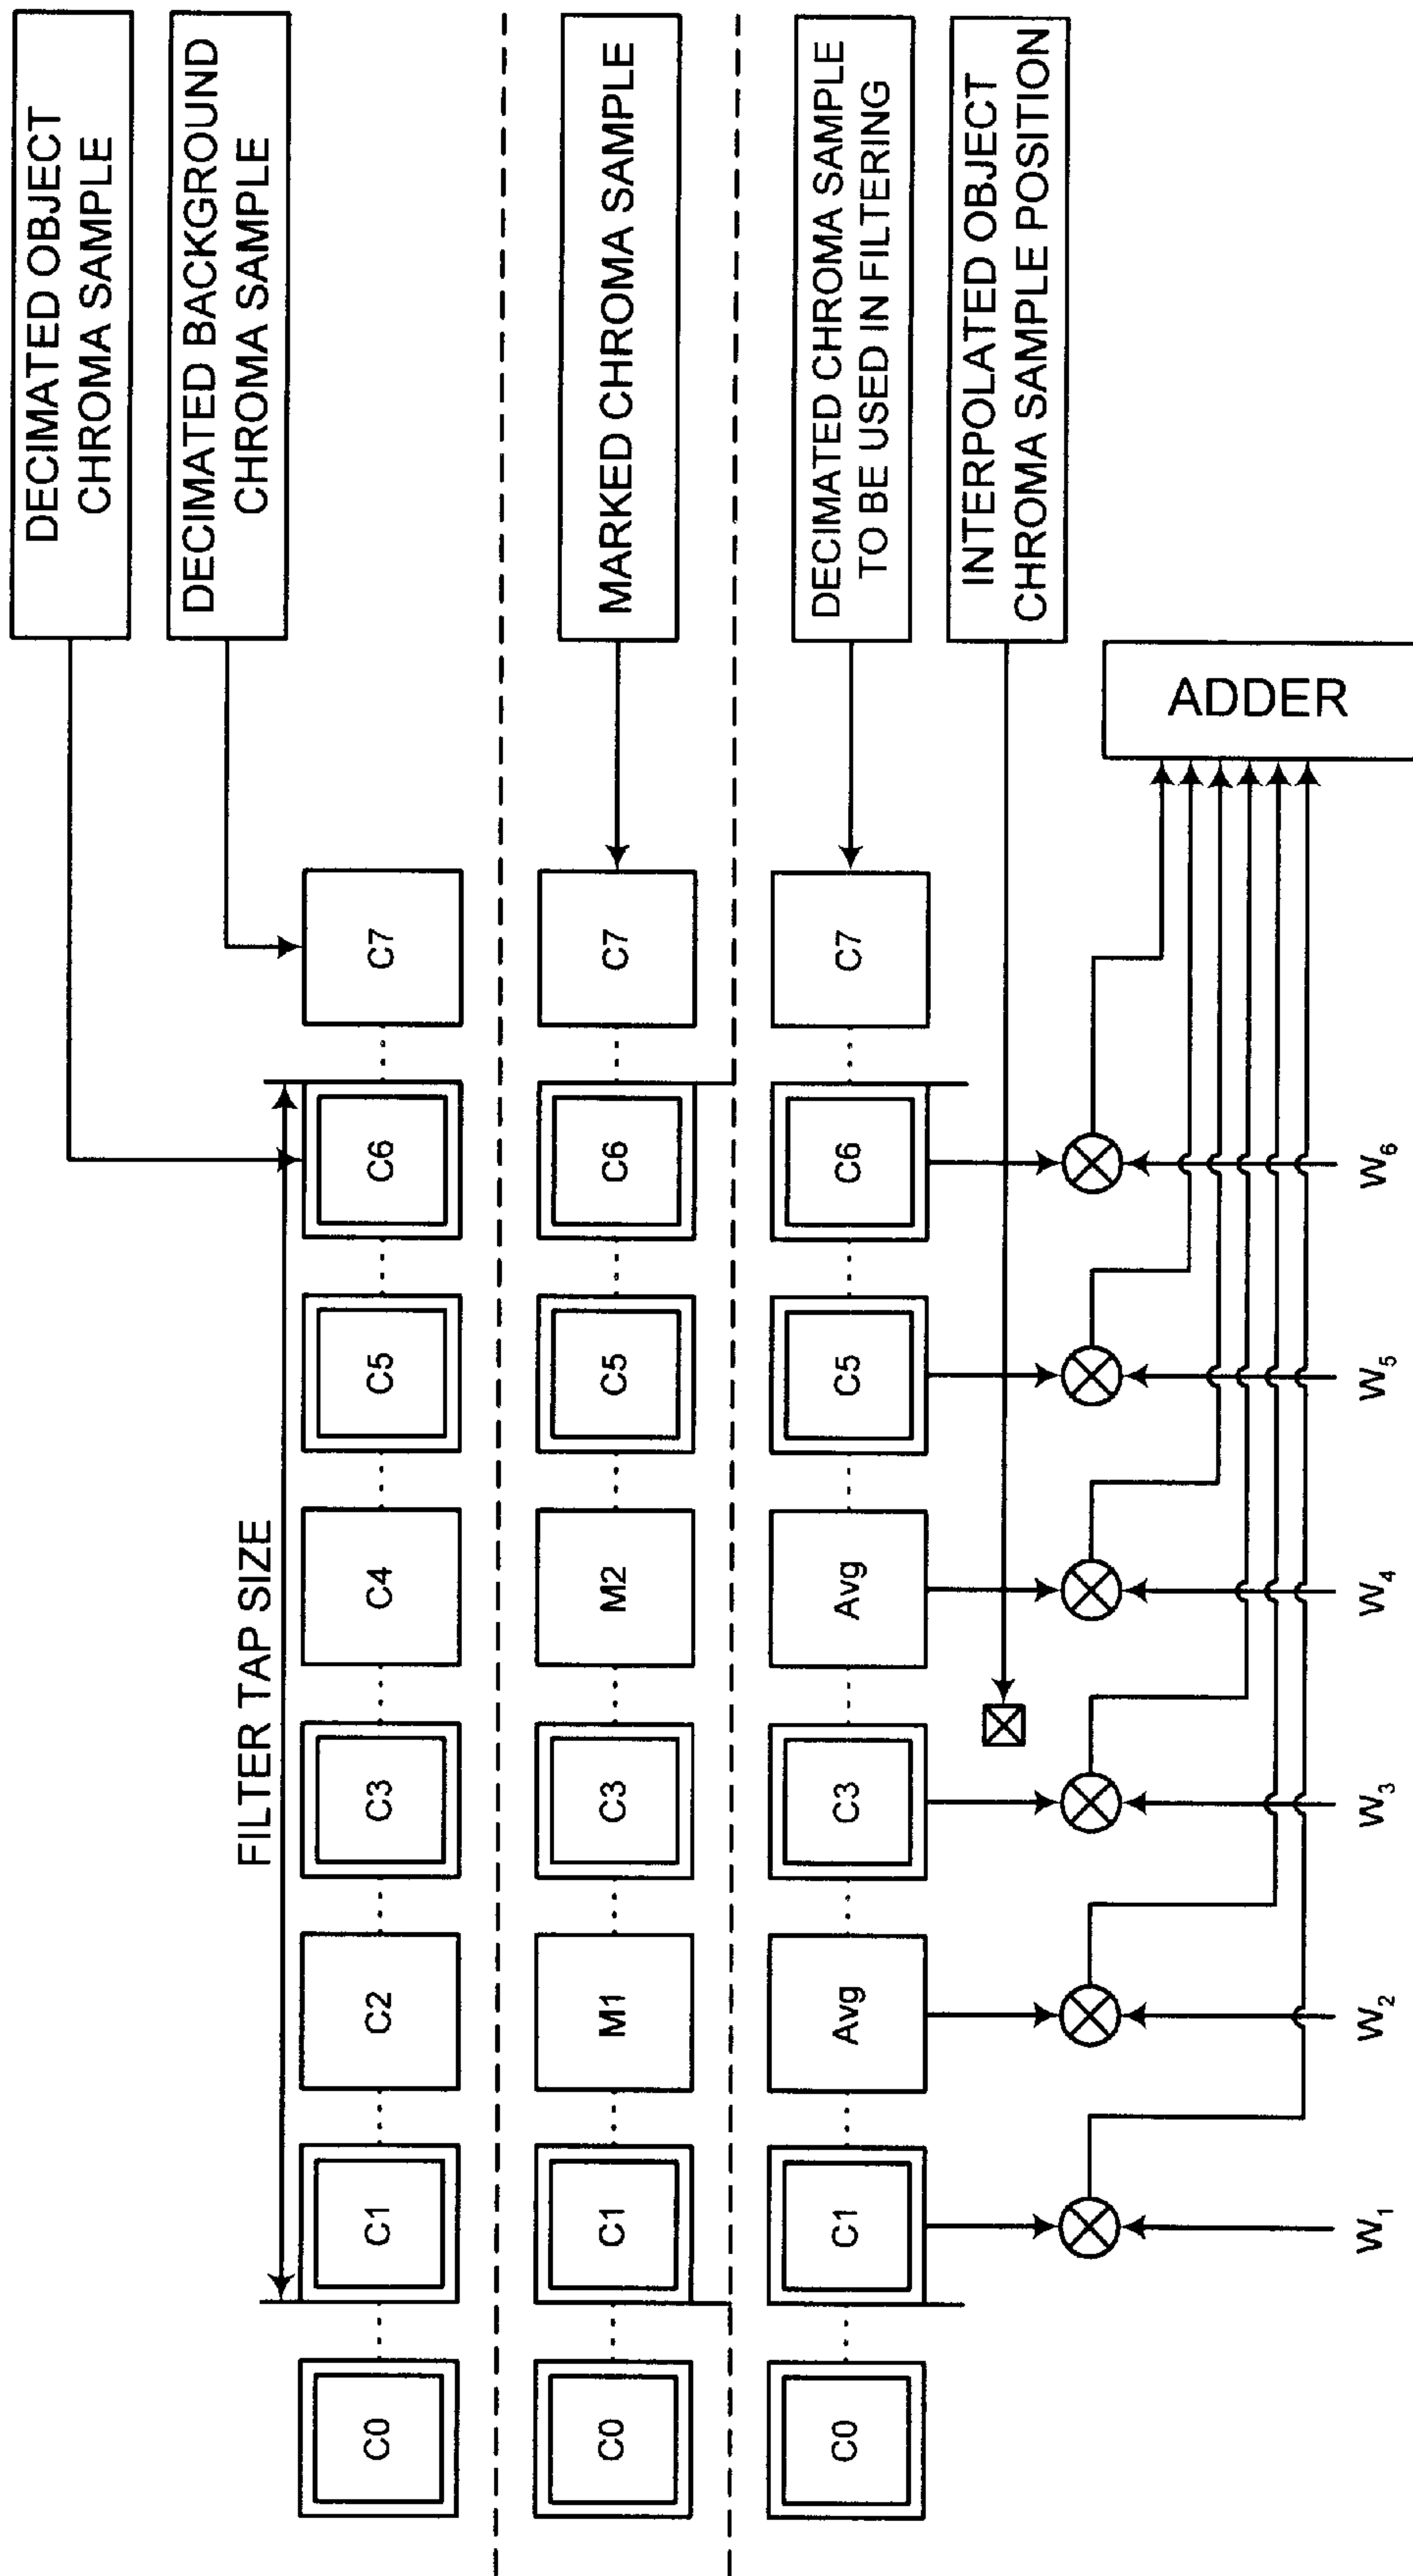 DECIMATED OBJECT
CHROMA SAMPLE
DECIMATED BACKGROUND
CHROMA SAMPLE
FILTER TAP SIZE
C0 C1 C2 C3 C4 C5 C6 C7
MARKED CHROMA SAMPLE
C0 C1 M1 C3 M2 C5 C6 C7
DECIMATED CHROMA SAMPLE
TO BE USED IN FILTERING
C0 C1 Avg C3 Avg C5 C6 C7
INTERPOLATED OBJECT
CHROMA SAMPLE POSITION
ADDER
W1 W2 W3 W4 W5 W6